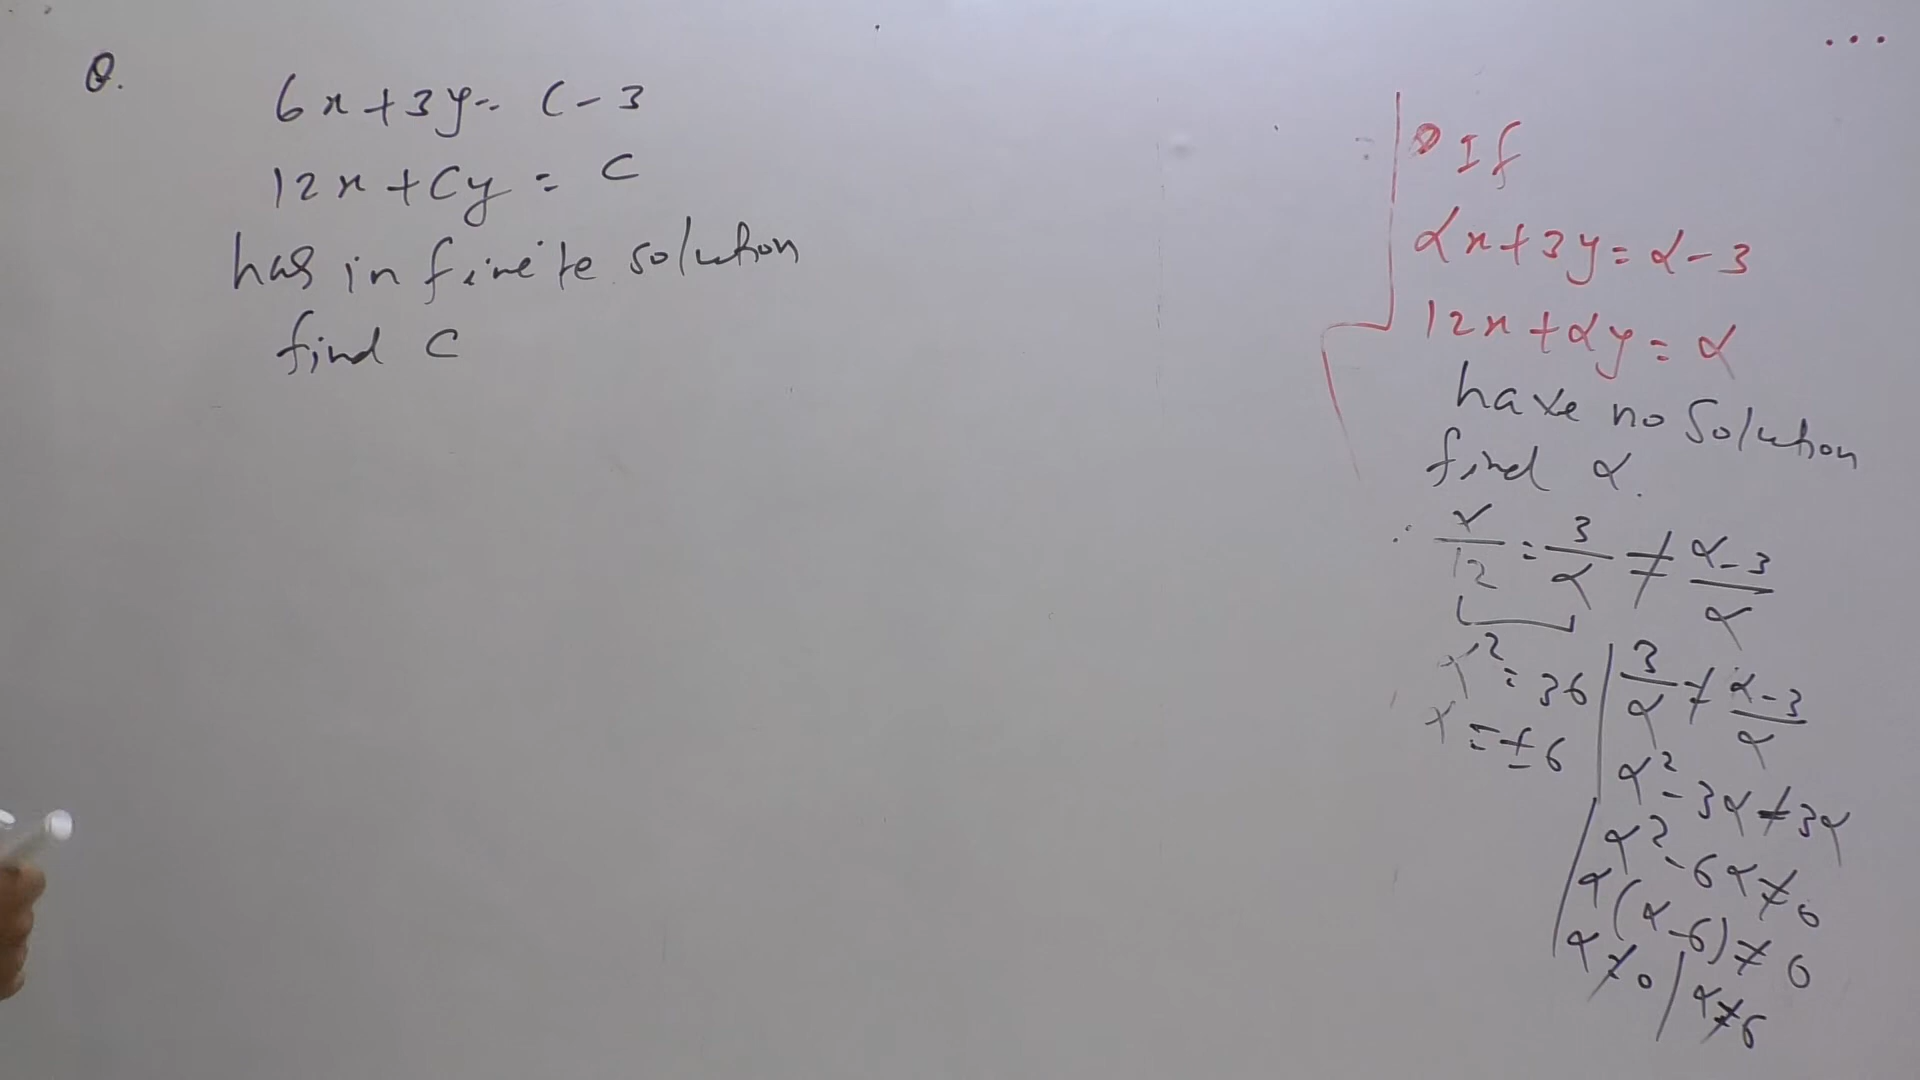 Q.
6x+3y= C-3
12x+Cy = C
has infinite solution
find C
If
αx+3y=α-3
12x+αy=α
have no Solution
find α.
∴ α/12 = 3/α ≠ α-3/α
α²=36
α=±6
3/α ≠ α-3/α
α²-3α≠3α
α²-6α≠0
α(α-6)≠0
α≠0 | α≠6